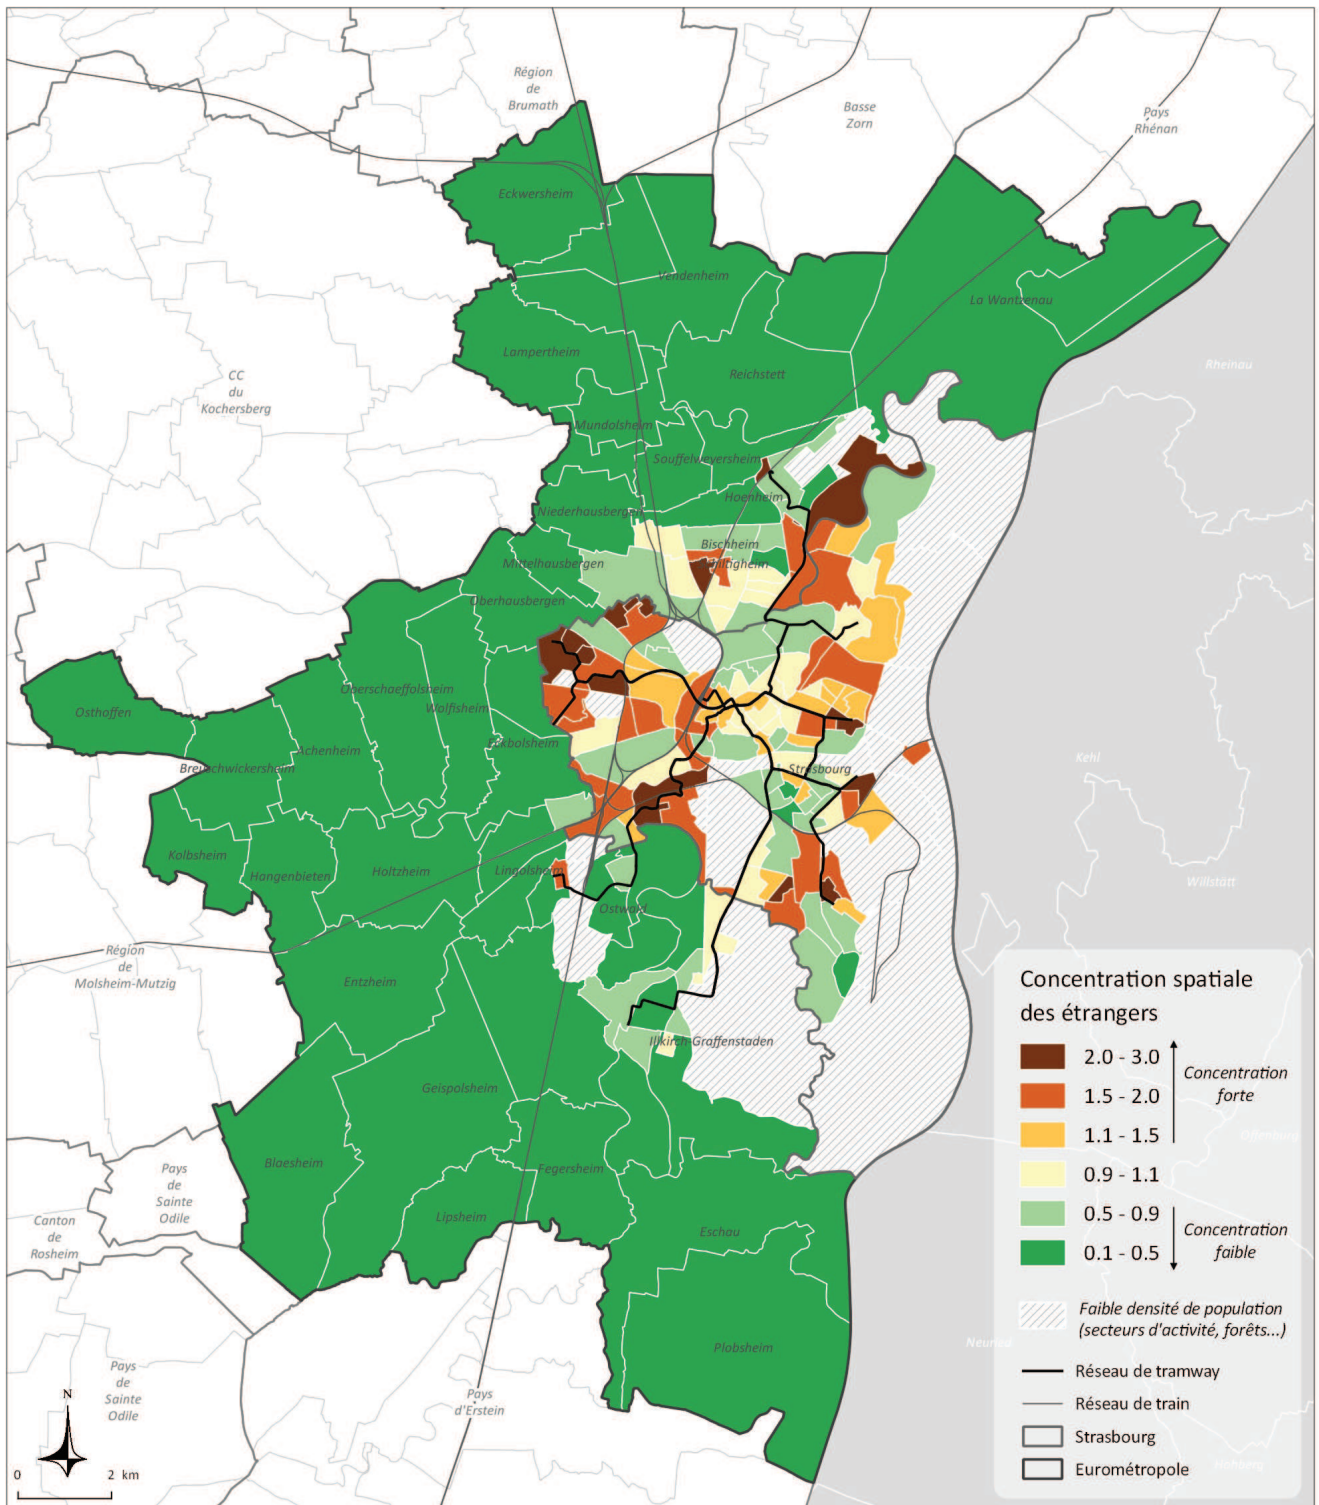 Région
de
Brumath
Basse
Zorn
Pays
Rhénan
Eckwersheim
Vendenheim
La Wantzenau
Lampertheim
Reichstett
Rheinau
CC
du
Kochersberg
Mundolsheim
Souffelweyersheim
Hoenheim
Niederhausbergen
Bischheim
Mittelhausbergen
Schiltigheim
Oberhausbergen
Oberschaeffolsheim
Osthoffen
Wolfisheim
Achenheim
Eckbolsheim
Breuschwickersheim
Strasbourg
Kehl
Kolbsheim
Hangenbieten
Holtzheim
Lingolsheim
Willstätt
Ostwald
Région
de
Molsheim-Mutzig
Entzheim
Illkirch-Graffenstaden
Geispolsheim
Offenburg
Blaesheim
Fegersheim
Pays
de
Sainte
Odile
Canton
de
Rosheim
Lipsheim
Eschau
Plobsheim
Neuried
Pays
de
Sainte
Odile
Pays
d'Erstein
Hohberg
N
0 2 km
Concentration spatiale
des étrangers
2.0 - 3.0
1.5 - 2.0
1.1 - 1.5
0.9 - 1.1
0.5 - 0.9
0.1 - 0.5
Concentration
forte
Concentration
faible
Faible densité de population
(secteurs d'activité, forêts...)
Réseau de tramway
Réseau de train
Strasbourg
Eurométropole